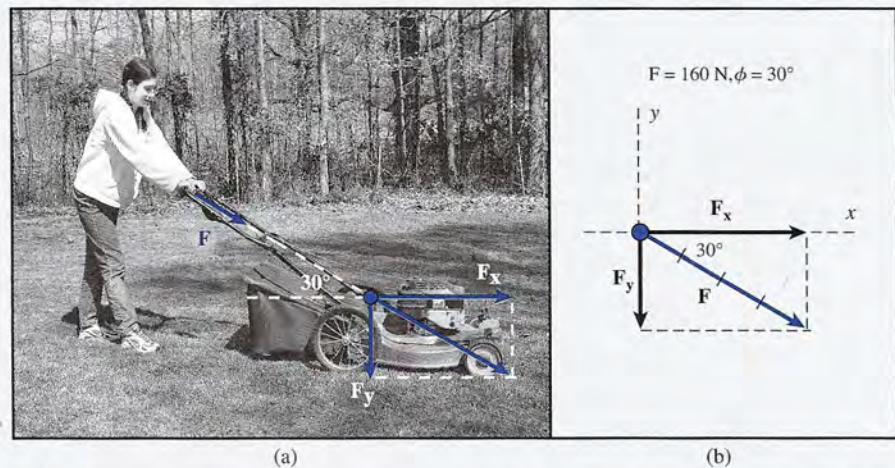 F
30°
Fx
Fy
(a)
F = 160 N, ϕ = 30°
y
Fx
x
30°
Fy
F
(b)